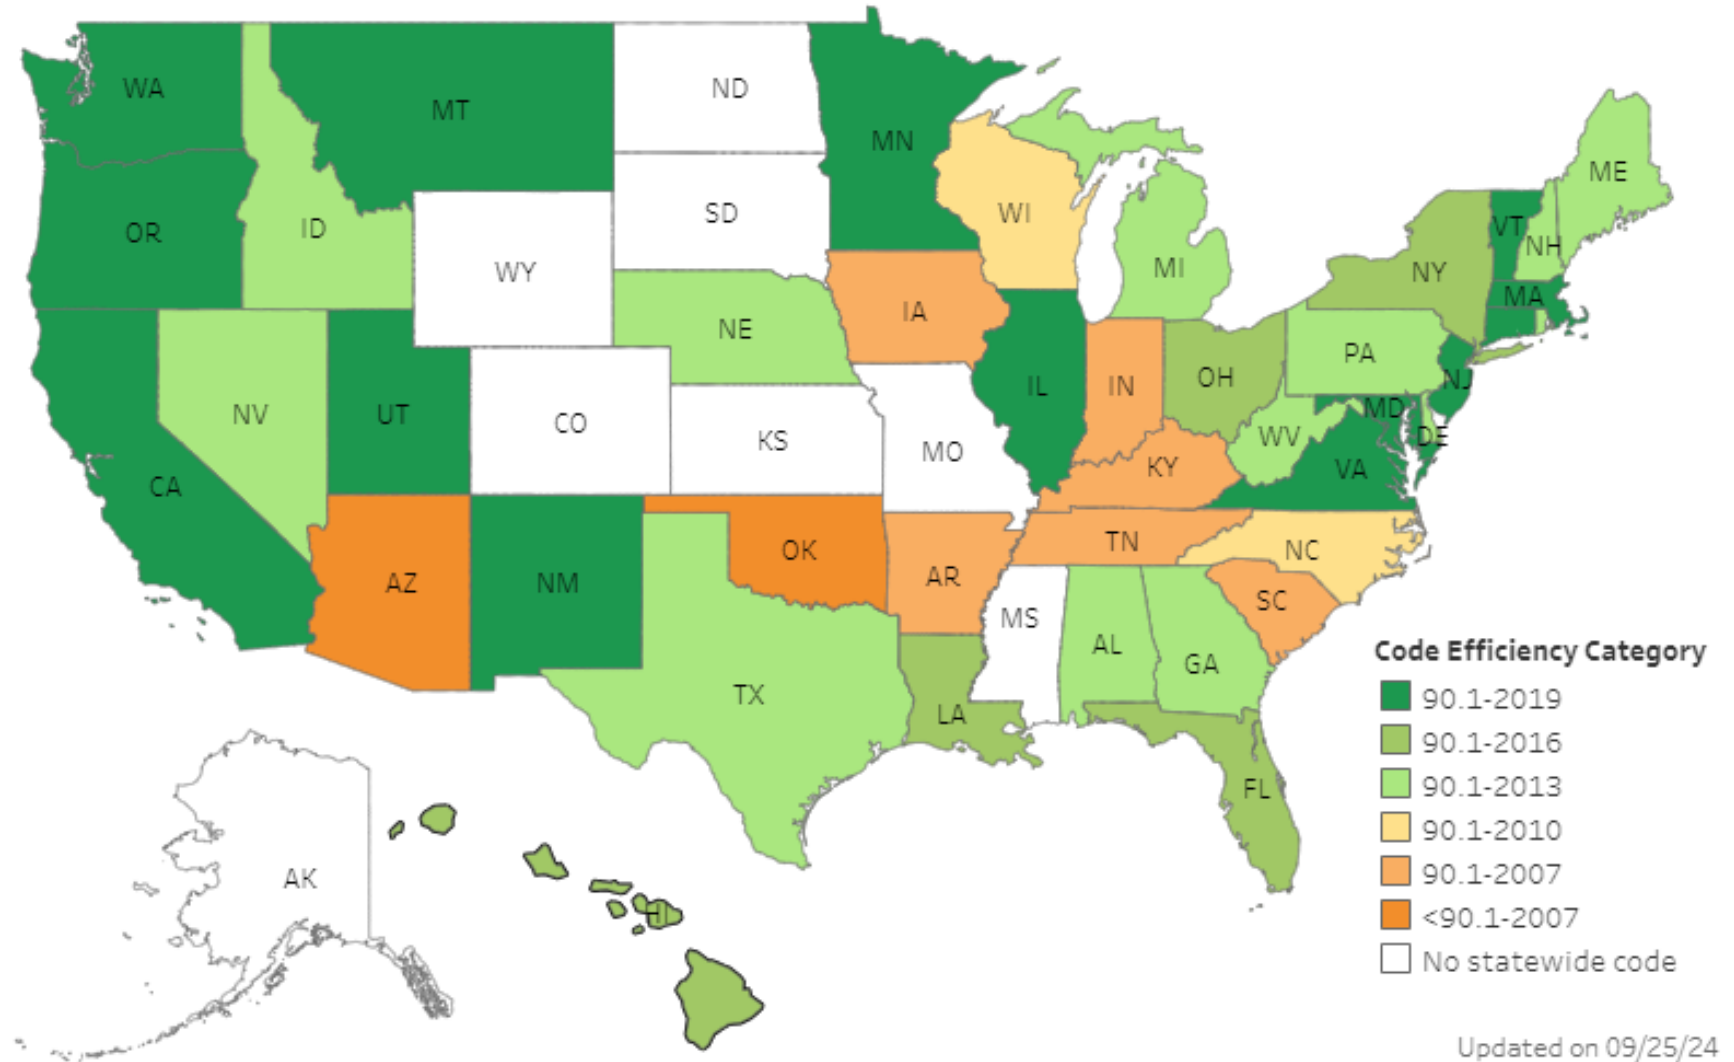 WA
MT
ND
MN
OR
ID
SD
WI
ME
VT
NH
WY
MI
NY
MA
IA
NE
PA
NV
UT
CO
KS
IL
IN
OH
NJ
MD
DE
CA
MO
WV
VA
KY
AZ
NM
OK
AR
TN
NC
MS
SC
AL
GA
TX
LA
FL
AK
HI
Code Efficiency Category
90.1-2019
90.1-2016
90.1-2013
90.1-2010
90.1-2007
<90.1-2007
No statewide code
Updated on 09/25/24